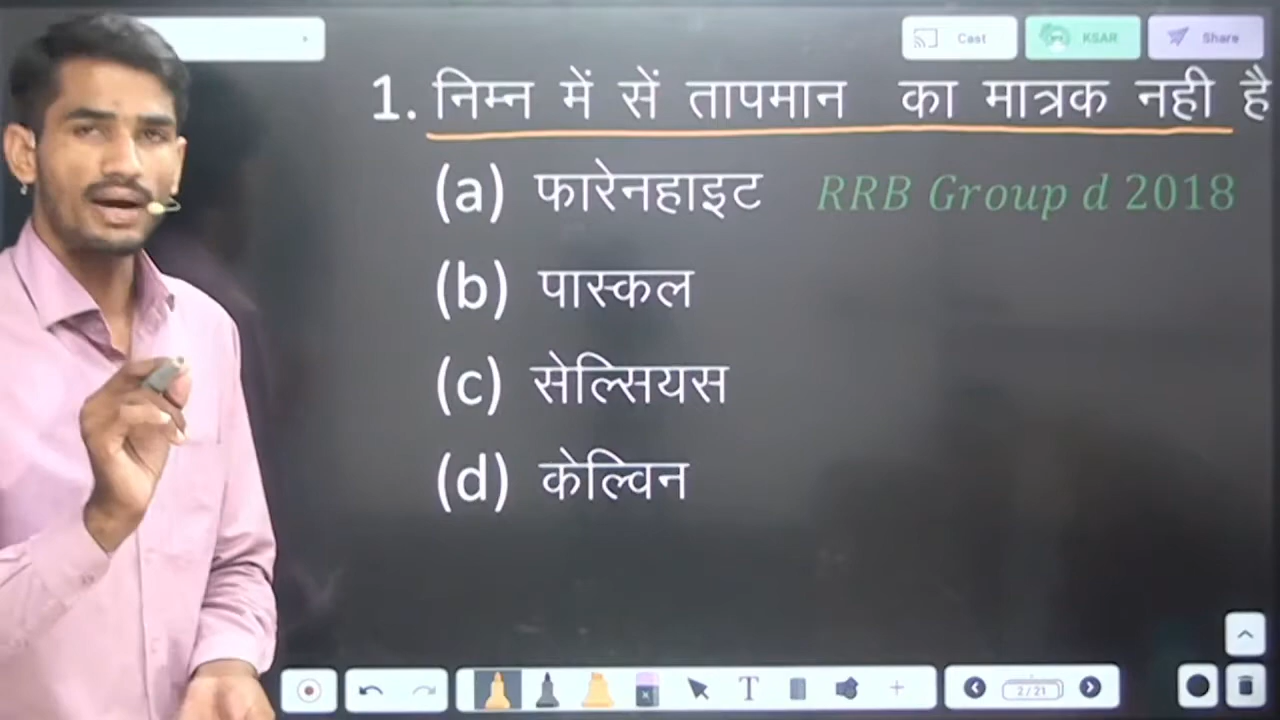 Cast KSAR Share
1. निम्न में सें तापमान का मात्रक नही है
(a) फारेनहाइट RRB Group d 2018
(b) पास्कल
(c) सेल्सियस
(d) केल्विन
T 2/21